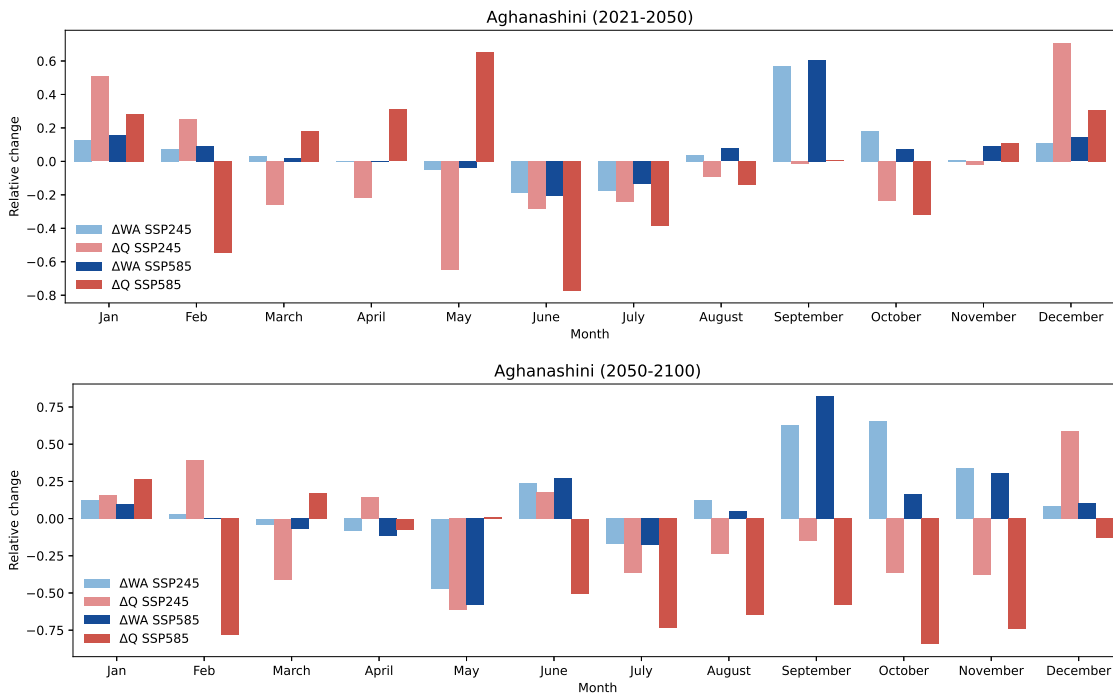 Aghanashini (2021-2050)
Relative change
0.6
0.4
0.2
0.0
−0.2
−0.4
−0.6
−0.8
ΔWA SSP245
ΔQ SSP245
ΔWA SSP585
ΔQ SSP585
Jan Feb March April May June July August September October November December
Month
Aghanashini (2050-2100)
Relative change
0.75
0.50
0.25
0.00
−0.25
−0.50
−0.75
ΔWA SSP245
ΔQ SSP245
ΔWA SSP585
ΔQ SSP585
Jan Feb March April May June July August September October November December
Month